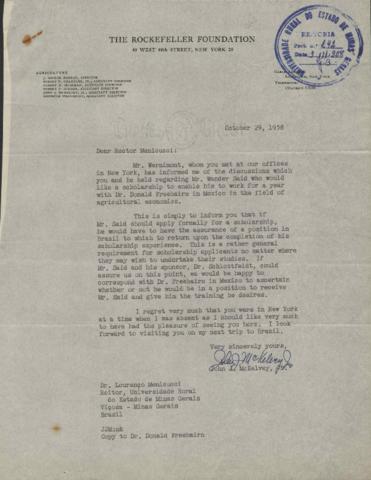 THE ROCKEFELLER FOUNDATION
49 WEST 49th STREET, NEW YORK 20
AGRICULTURE
UNIVERSIDADE RURAL DO ESTADO DE MINAS GERAIS
REITORIA
October 29, 1958
Dear Rector Menicucci:
Mr. Wernimont, whom you met at our offices
in New York, has informed me of the discussions which
you and he held regarding Mr. Wander Said who would
like a scholarship to enable him to work for a year
with Dr. Donald Freebairn in Mexico in the field of
agricultural economics.
This is simply to inform you that if
Mr. Said should apply formally for a scholarship,
he would have to have the assurance of a position in
Brazil to which to return upon the completion of his
scholarship experience. This is a rather general
requirement for scholarship applicants no matter where
they may wish to undertake their studies. If
Mr. Said and his sponsor, Dr. Schlottfeldt, could
assure us on this point, we would be happy to
correspond with Dr. Freebairn in Mexico to ascertain
whether or not he would be in a position to receive
Mr. Said and give him the training he desires.
I regret very much that you were in New York
at a time when I was absent as I should like very much
to have had the pleasure of seeing you here. I look
forward to visiting you on my next trip to Brazil.
Very sincerely yours,
John J. McKelvey, Jr.
Dr. Lourenço Menicucci
Reitor, Universidade Rural
do Estado de Minas Gerais
Viçosa - Minas Gerais
Brazil
JJM:mk
Copy to Dr. Donald Freebairn